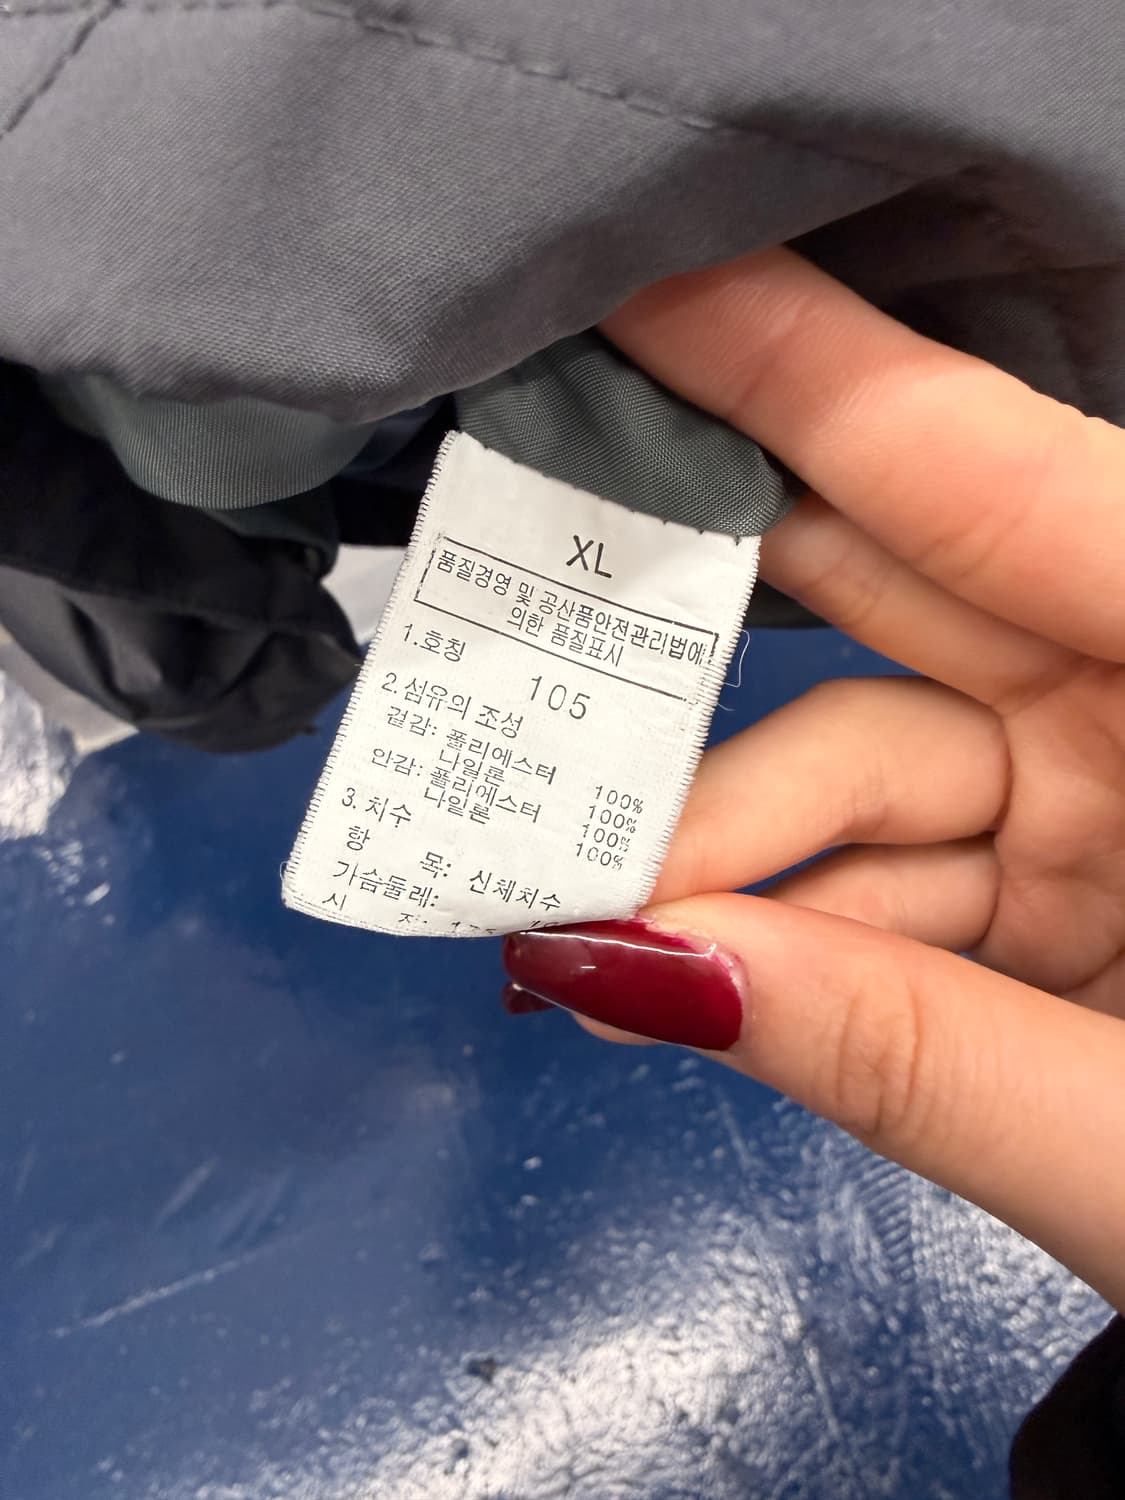 XL
품질경영 및 공산품안전관리법에
의한 품질표시
1.호칭
105
2.섬유의 조성
겉감: 폴리에스터 100%
나일론 100%
안감: 폴리에스터 100%
나일론 100%
3. 치수
항 목: 신체치수
가슴둘레: